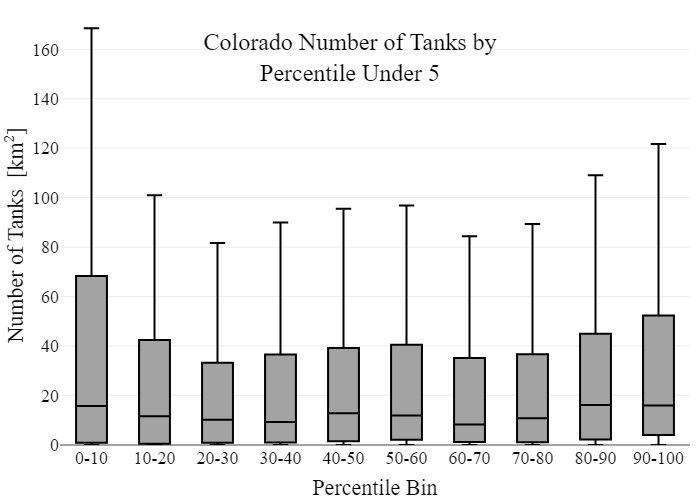 Colorado Number of Tanks by
Percentile Under 5
Number of Tanks [km²]
160
140
120
100
80
60
40
20
0
0-10 10-20 20-30 30-40 40-50 50-60 60-70 70-80 80-90 90-100
Percentile Bin